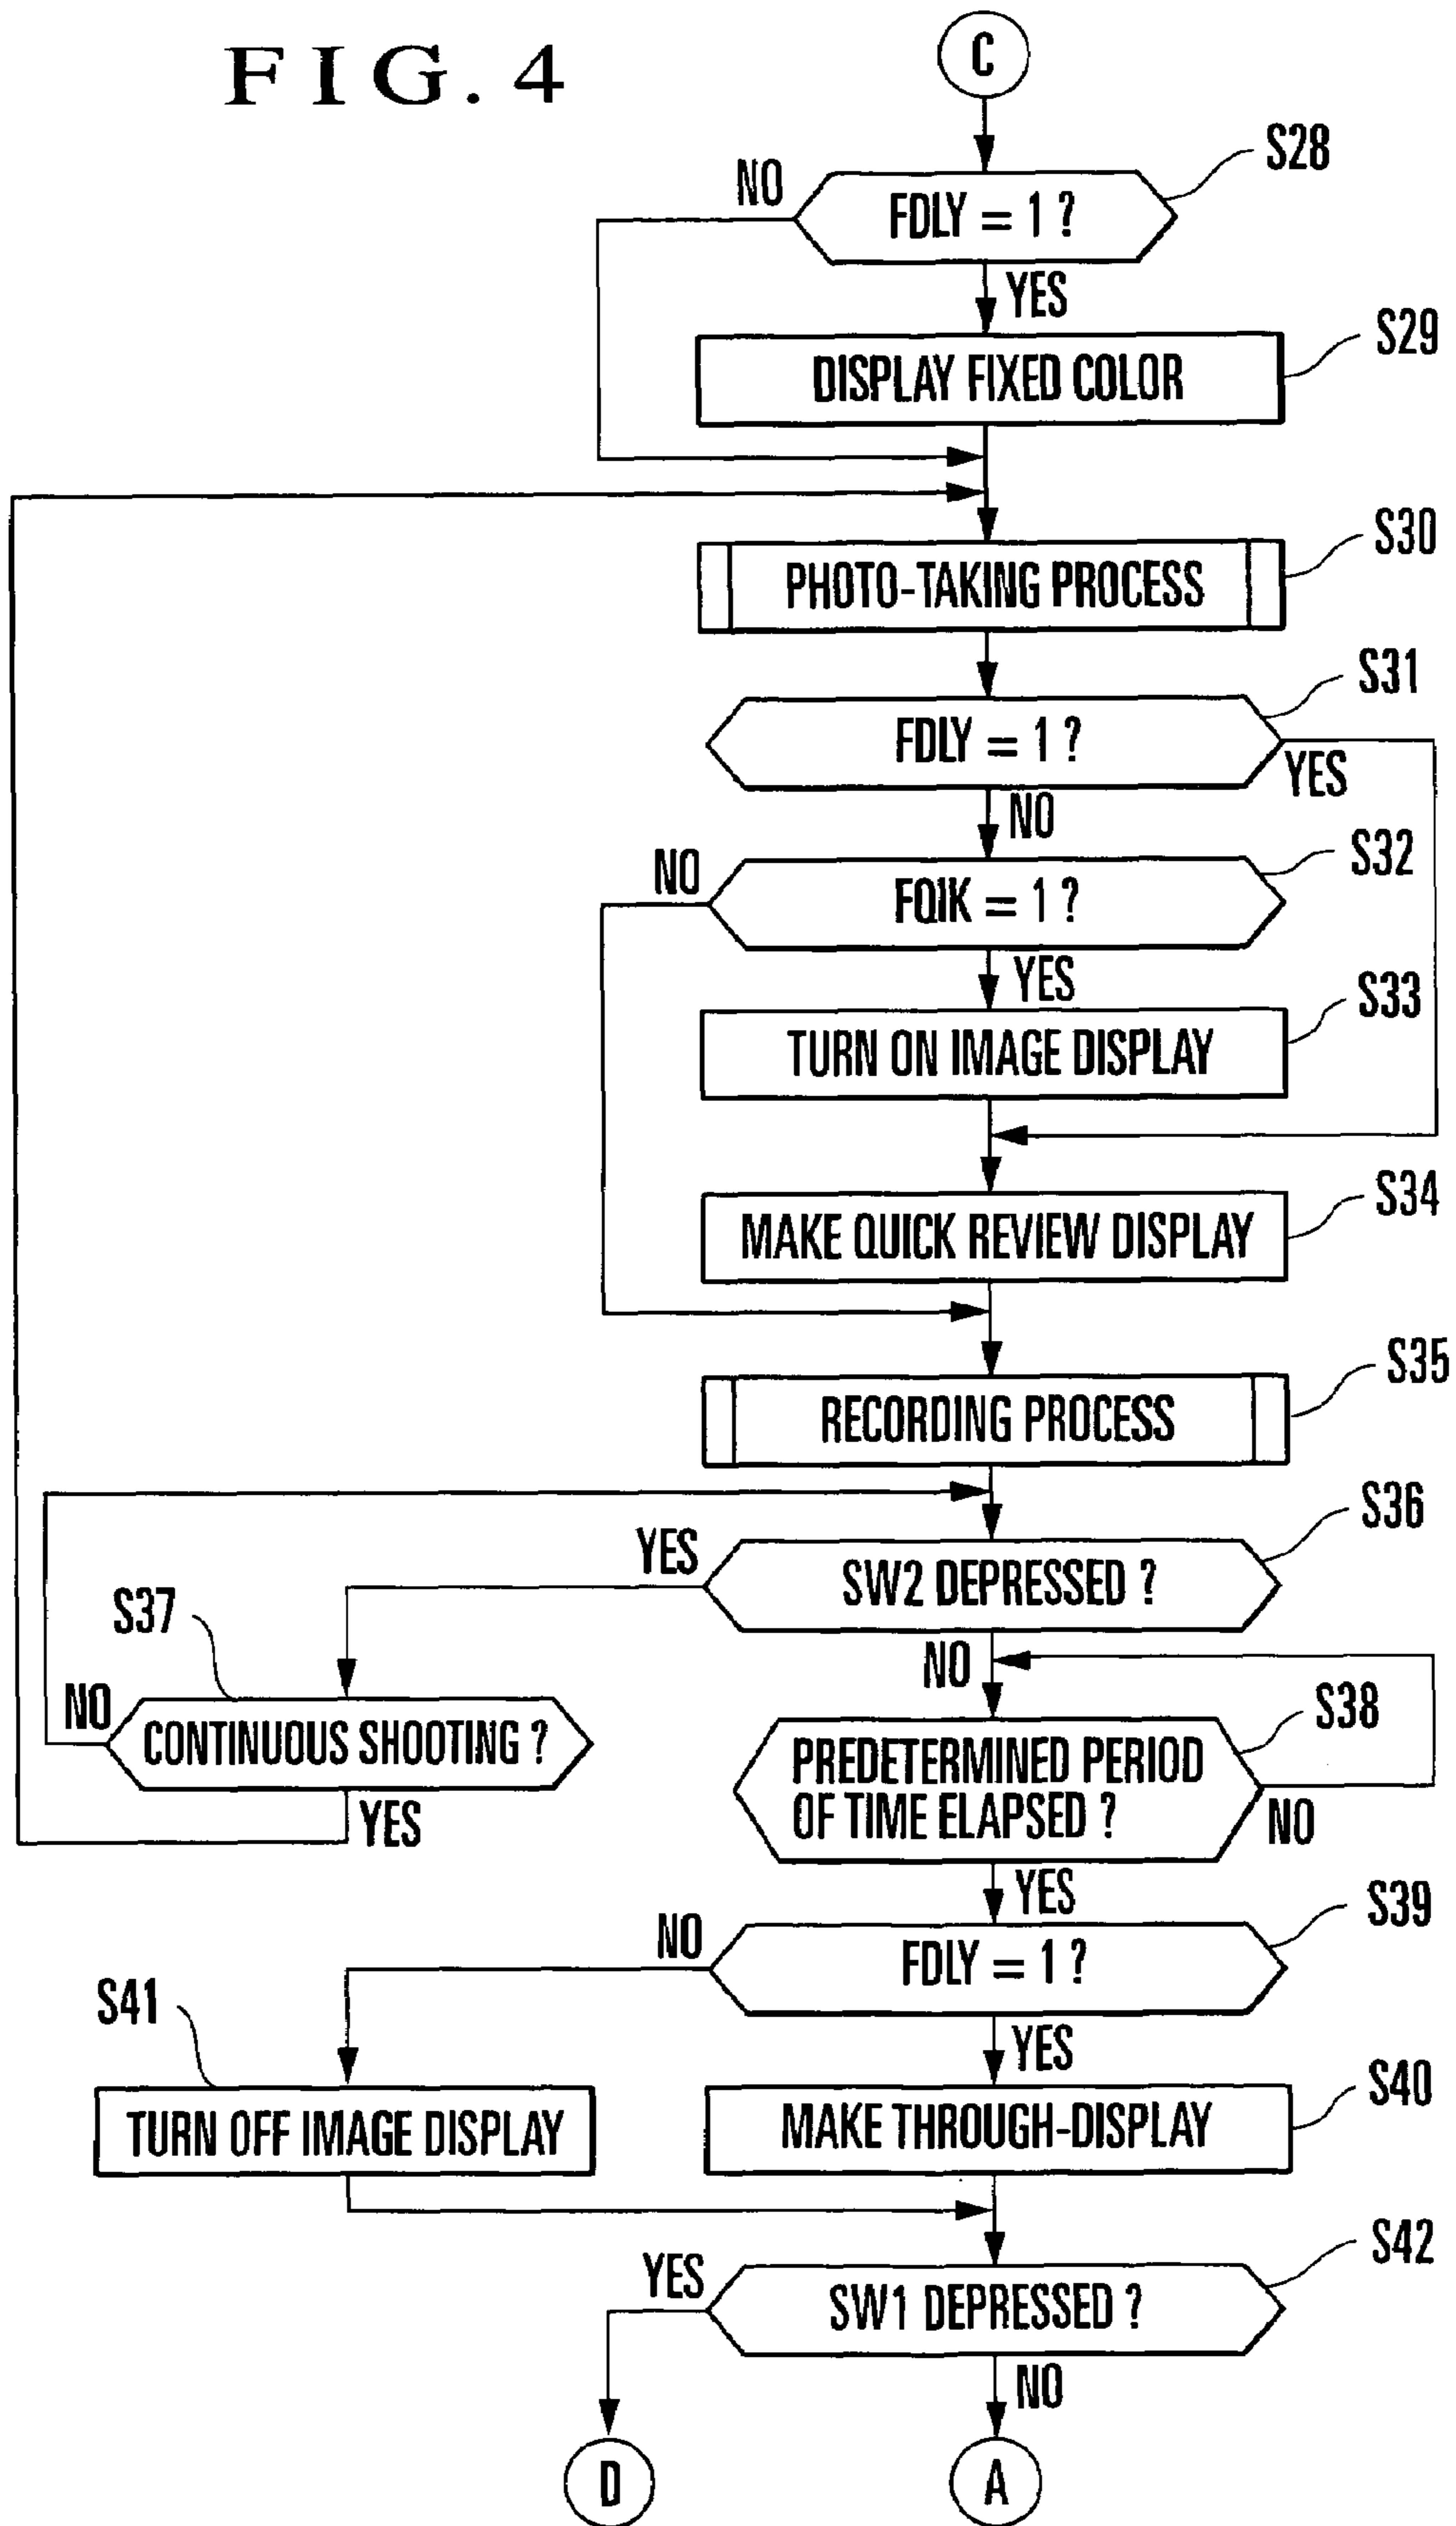 FIG. 4
C
S28
NO
FDLY = 1 ?
YES
S29
DISPLAY FIXED COLOR
S30
PHOTO-TAKING PROCESS
S31
FDLY = 1 ?
YES
NO
S32
NO
FQIK = 1 ?
YES
S33
TURN ON IMAGE DISPLAY
S34
MAKE QUICK REVIEW DISPLAY
S35
RECORDING PROCESS
S36
YES
SW2 DEPRESSED ?
S37
NO
NO
CONTINUOUS SHOOTING ?
YES
S38
PREDETERMINED PERIOD
OF TIME ELAPSED ?
NO
YES
S39
NO
FDLY = 1 ?
S41
YES
S40
TURN OFF IMAGE DISPLAY
MAKE THROUGH-DISPLAY
S42
YES
SW1 DEPRESSED ?
NO
D
A